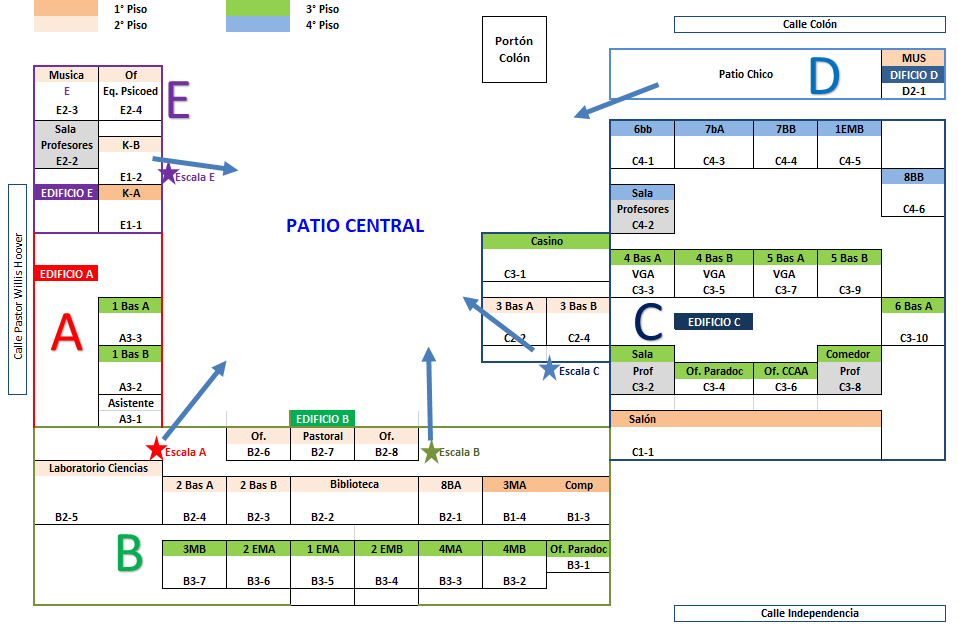 1° Piso
3° Piso
2° Piso
4° Piso
Calle Colón
Portón
Colón
Patio Chico
D
MUS
DIFICIO D
D2-1
Musica
Of
E
Eq. Psicoed
E2-3
E2-4
E
Sala
Profesores
E2-2
K-B
E1-2
Escala E
EDIFICIO E
K-A
E1-1
6bb
7bA
7BB
1EMB
C4-1
C4-3
C4-4
C4-5
8BB
C4-6
Sala
Profesores
C4-2
PATIO CENTRAL
Calle Pastor Willis Hoover
EDIFICIO A
A
1 Bas A
A3-3
1 Bas B
A3-2
Asistente
A3-1
Casino
C3-1
3 Bas A
3 Bas B
C2-2
C2-4
Escala C
4 Bas A
4 Bas B
5 Bas A
5 Bas B
VGA
VGA
VGA
C3-3
C3-5
C3-7
C3-9
C
EDIFICIO C
6 Bas A
C3-10
Sala
Comedor
Prof
Of. Paradoc
Of. CCAA
Prof
C3-2
C3-4
C3-6
C3-8
Salón
C1-1
EDIFICIO B
Of.
Pastoral
Of.
B2-6
B2-7
B2-8
Escala A
Escala B
Laboratorio Ciencias
B2-5
2 Bas A
2 Bas B
Biblioteca
8BA
3MA
Comp
B2-4
B2-3
B2-2
B2-1
B1-4
B1-3
B
3MB
2 EMA
1 EMA
2 EMB
4MA
4MB
Of. Paradoc
B3-7
B3-6
B3-5
B3-4
B3-3
B3-2
B3-1
Calle Independencia